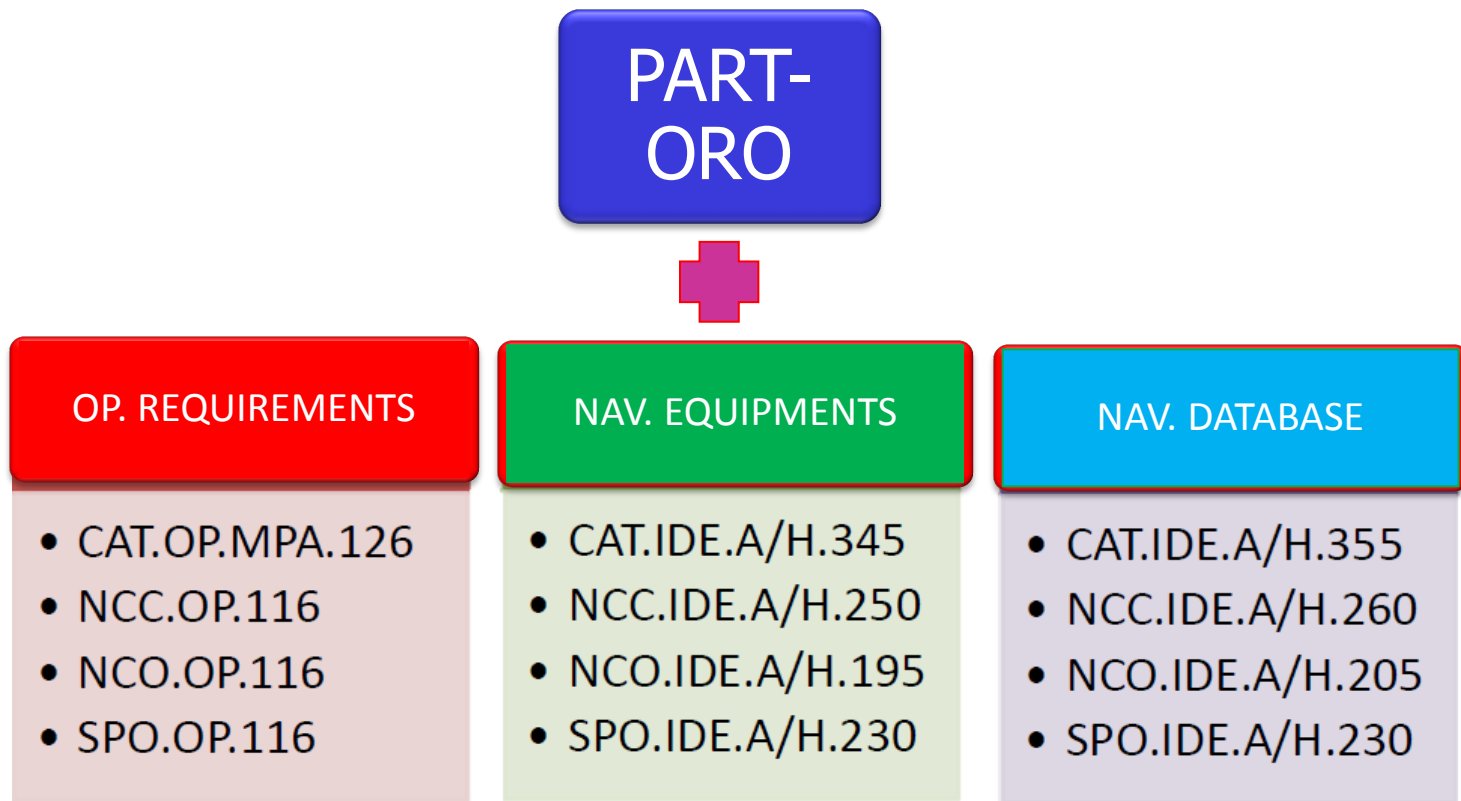 PART-
ORO
OP. REQUIREMENTS
• CAT.OP.MPA.126
• NCC.OP.116
• NCO.OP.116
• SPO.OP.116
NAV. EQUIPMENTS
• CAT.IDE.A/H.345
• NCC.IDE.A/H.250
• NCO.IDE.A/H.195
• SPO.IDE.A/H.230
NAV. DATABASE
• CAT.IDE.A/H.355
• NCC.IDE.A/H.260
• NCO.IDE.A/H.205
• SPO.IDE.A/H.230